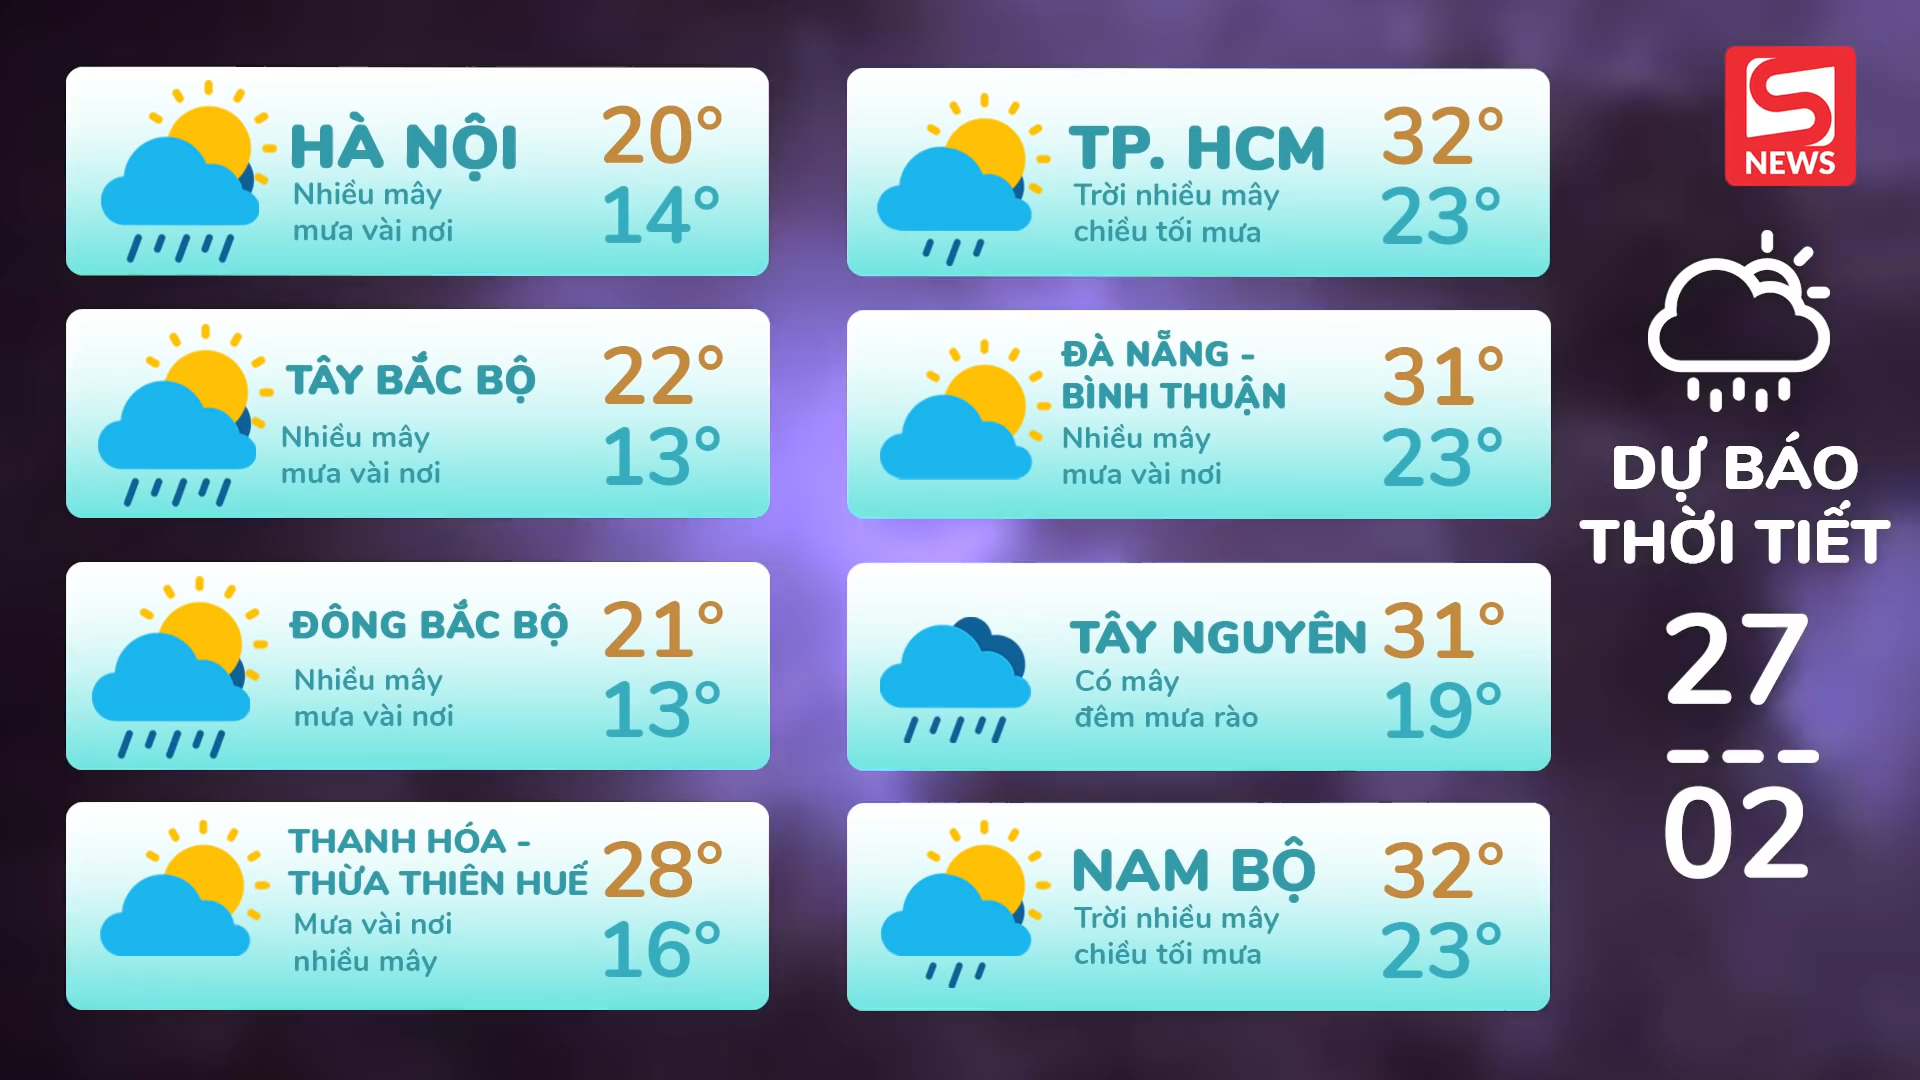 HÀ NỘI
20°
Nhiều mây
mưa vài nơi
14°
TÂY BẮC BỘ
22°
Nhiều mây
mưa vài nơi
13°
ĐÔNG BẮC BỘ
21°
Nhiều mây
mưa vài nơi
13°
THANH HÓA -
THỪA THIÊN HUẾ
28°
Mưa vài nơi
nhiều mây
16°
TP. HCM
32°
Trời nhiều mây
chiều tối mưa
23°
ĐÀ NẴNG -
BÌNH THUẬN
31°
Nhiều mây
mưa vài nơi
23°
TÂY NGUYÊN
31°
Có mây
đêm mưa rào
19°
NAM BỘ
32°
Trời nhiều mây
chiều tối mưa
23°
S
NEWS
DỰ BÁO
THỜI TIẾT
27
02